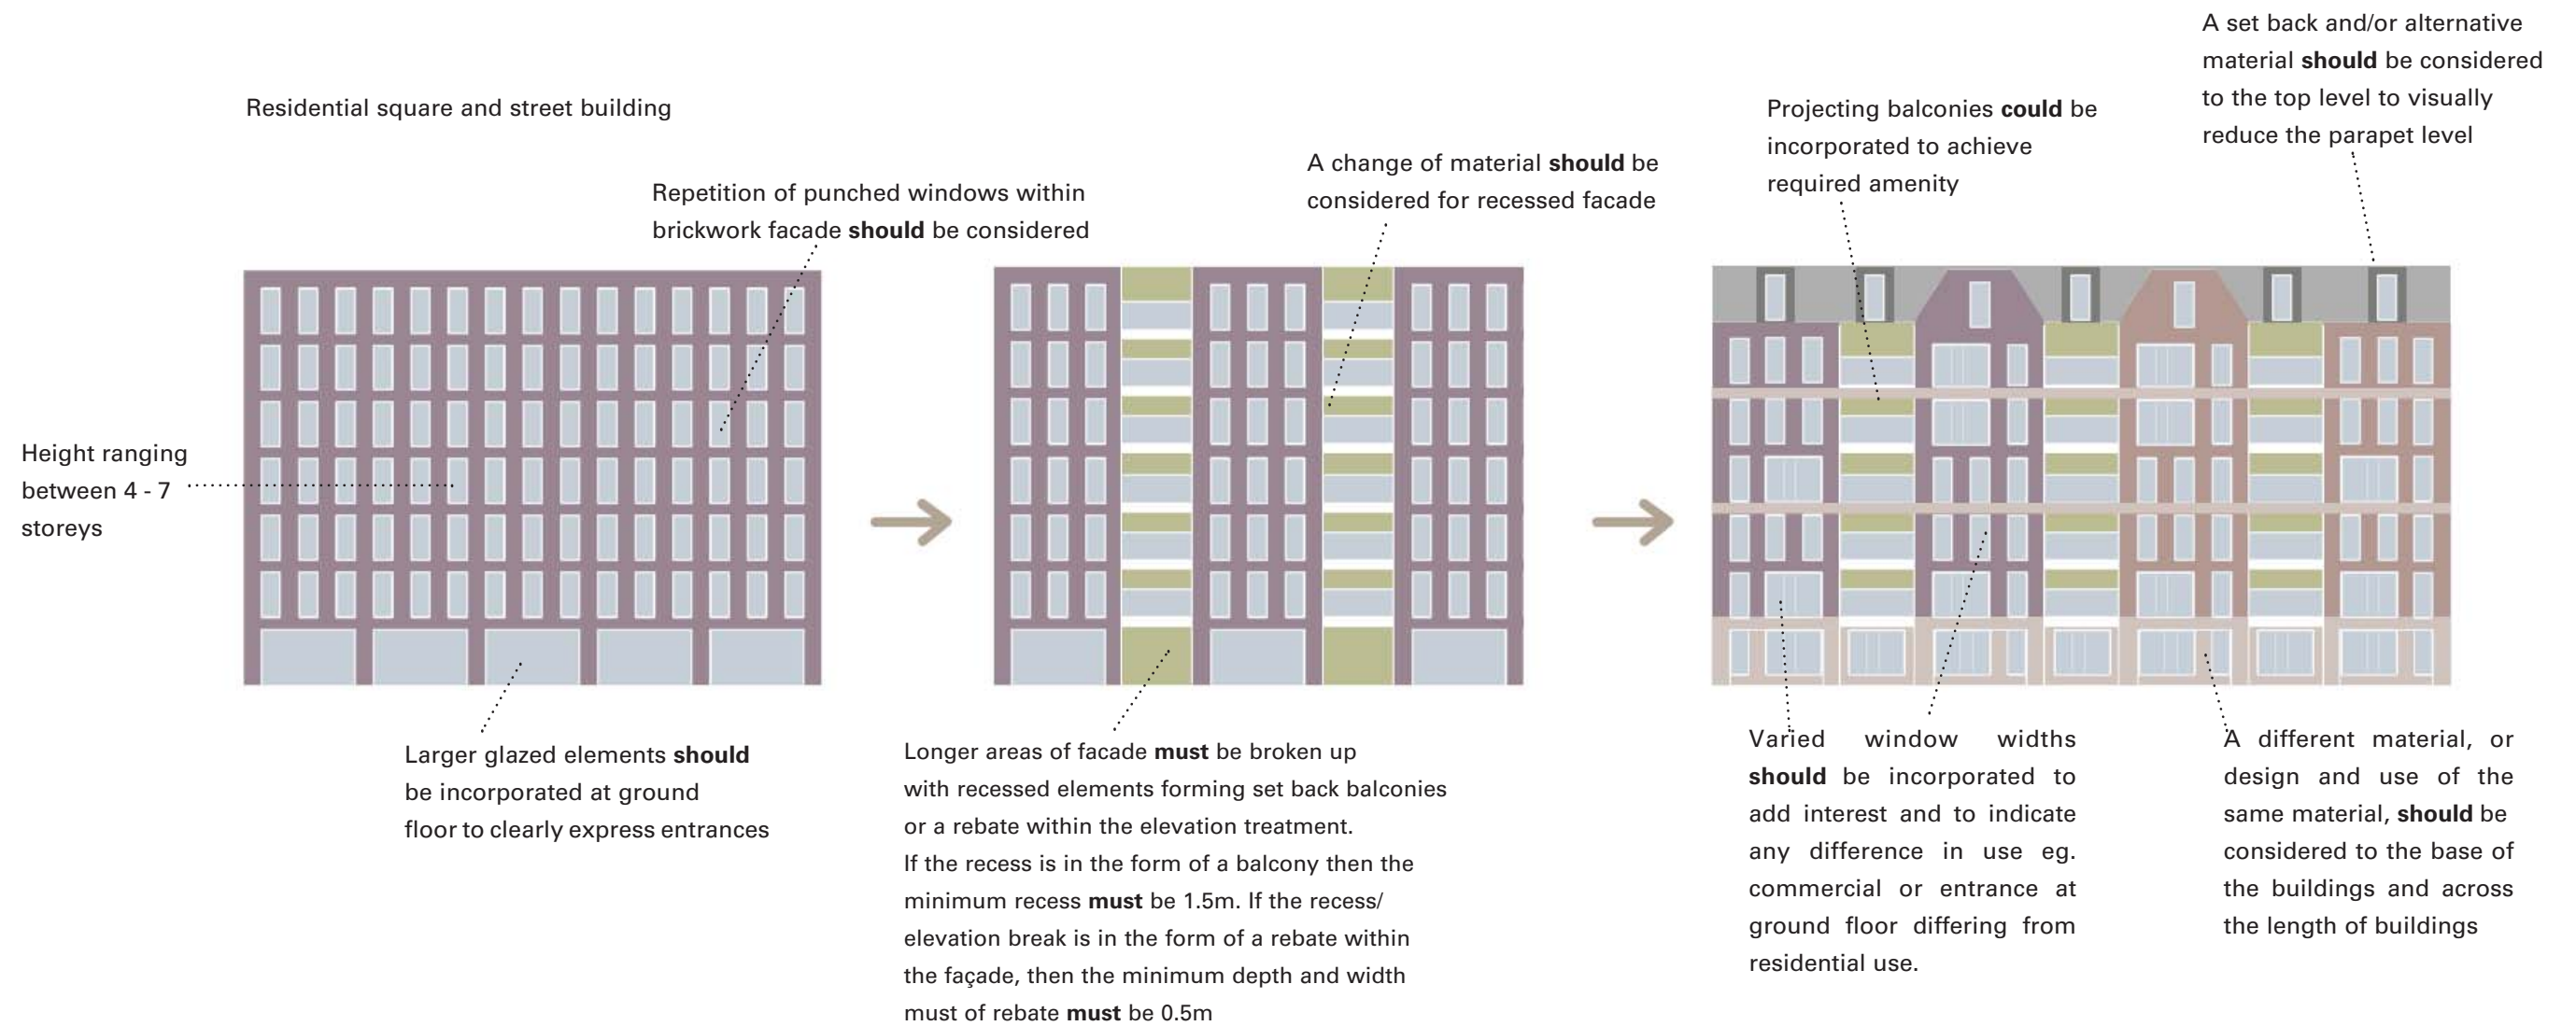 Residential square and street building
Repetition of punched windows within
brickwork facade should be considered
A change of material should be
considered for recessed facade
Projecting balconies could be
incorporated to achieve
required amenity
A set back and/or alternative
material should be considered
to the top level to visually
reduce the parapet level
Height ranging
between 4 - 7
storeys
Larger glazed elements should
be incorporated at ground
floor to clearly express entrances
Longer areas of facade must be broken up
with recessed elements forming set back balconies
or a rebate within the elevation treatment.
If the recess is in the form of a balcony then the
minimum recess must be 1.5m. If the recess/
elevation break is in the form of a rebate within
the façade, then the minimum depth and width
must of rebate must be 0.5m
Varied window widths
should be incorporated to
add interest and to indicate
any difference in use eg.
commercial or entrance at
ground floor differing from
residential use.
A different material, or
design and use of the
same material, should be
considered to the base of
the buildings and across
the length of buildings